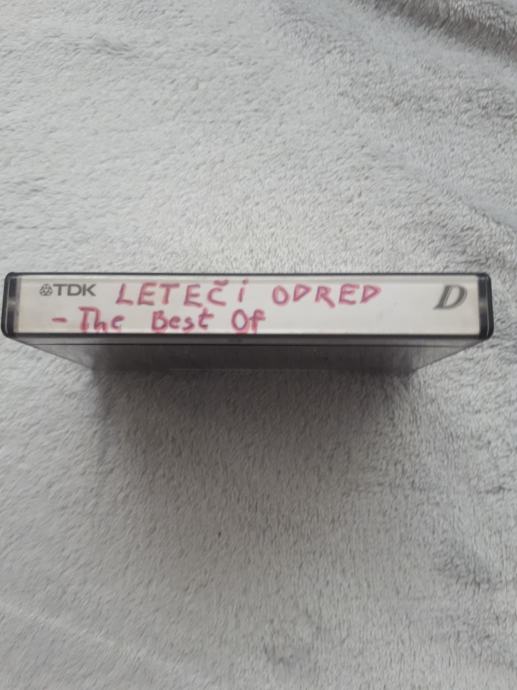 TDK LETEČI ODRED D
- The Best Of